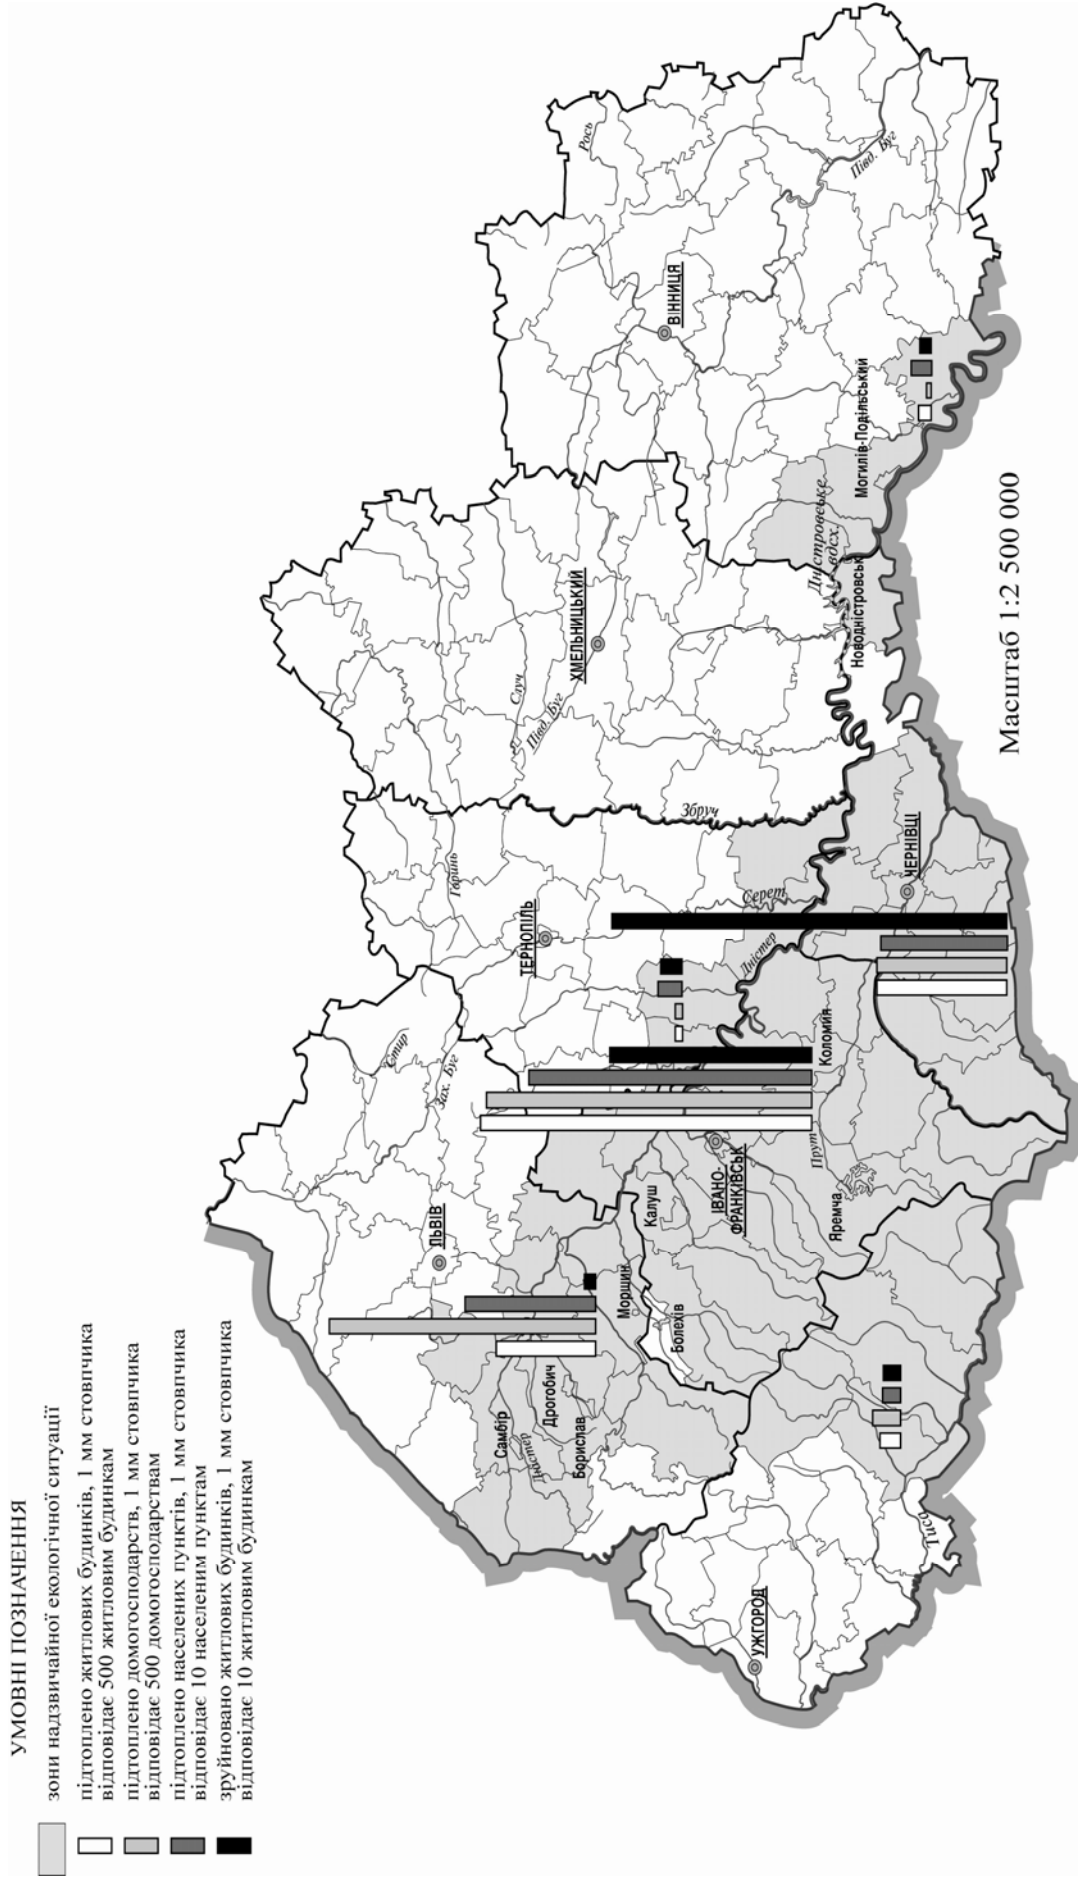 УМОВНІ ПОЗНАЧЕННЯ
зони надзвичайної екологічної ситуації
підтоплено житлових будинків, 1 мм стовпчика
відповідає 500 житловим будинкам
підтоплено домогосподарств, 1 мм стовпчика
відповідає 500 домогосподарствам
підтоплено населених пунктів, 1 мм стовпчика
відповідає 10 населеним пунктам
зруйновано житлових будинків, 1 мм стовпчика
відповідає 10 житловим будинкам
Стир
Зах. Буг
ЛЬВІВ
Самбір
Дністер
Дрогобич
Борислав
Моршин
Болехів
Калуш
ІВАНО-
ФРАНКІВСЬК
Яремча
Прут
Коломия
УЖГОРОД
Тиса
Горинь
ТЕРНОПІЛЬ
Серет
Дністер
Збруч
ЧЕРНІВЦІ
Случ
Півд. Буг
ХМЕЛЬНИЦЬКИЙ
Новодністровськ
Дністровське
вдсх.
Могилів-Подільський
ВІННИЦЯ
Рось
Півд. Буг
Масштаб 1:2 500 000